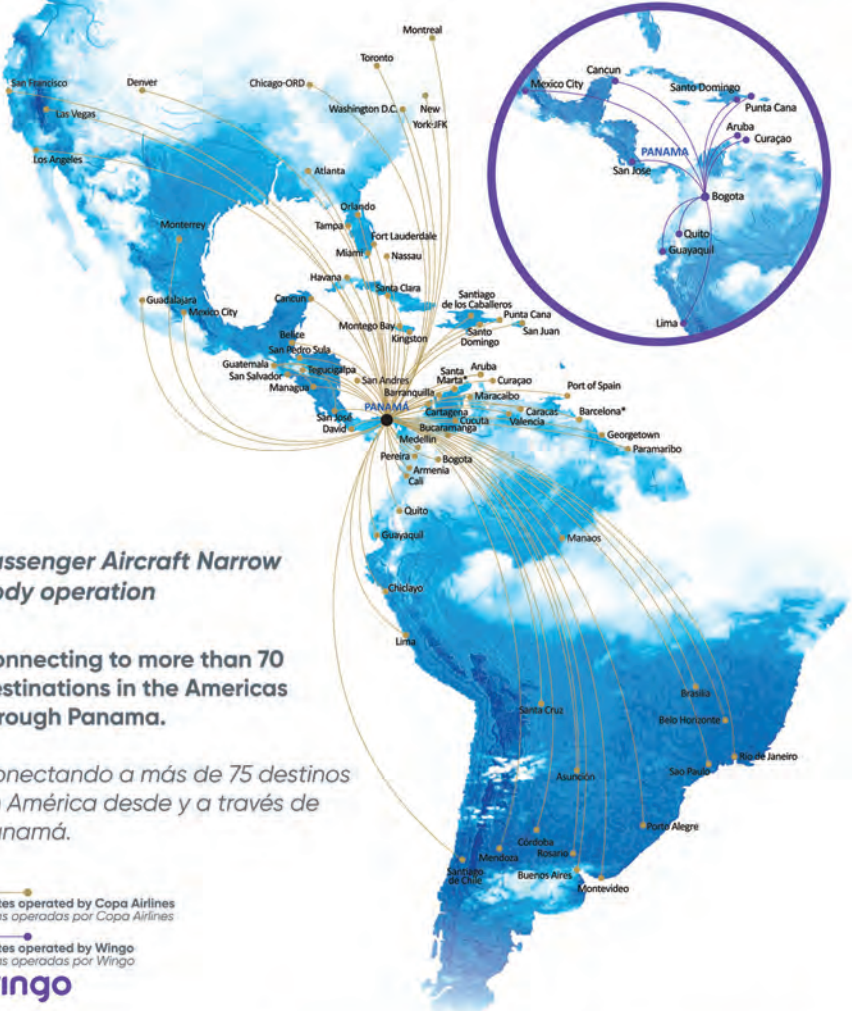 Montreal
Toronto
San Francisco
Denver
Chicago-ORD
Las Vegas
Washington D.C.
New
York-JFK
Los Angeles
Atlanta
Orlando
Monterrey
Tampa
Fort Lauderdale
Miami
Nassau
Havana
Santa Clara
Guadalajara
Mexico City
Cancun
Santiago
de los Caballeros
Punta Cana
San Juan
Montego Bay
Kingston
Santo
Domingo
Belice
San Pedro Sula
Guatemala
Tegucigalpa
San Salvador
Managua
San Andres
Santa
Marta*
Aruba
Curaçao
Port of Spain
Barranquilla
Maracaibo
PANAMÁ
Cartagena
Caracas
Barcelona*
San José
David
Cucuta
Valencia
Bucaramanga
Georgetown
Medellin
Paramaribo
Pereira
Bogota
Armenia
Cali
Quito
Guayaquil
Manaos
Chiclayo
Lima
Brasilia
Santa Cruz
Belo Horizonte
Rio de Janeiro
Sao Paulo
Asunción
Porto Alegre
Córdoba
Mendoza
Rosario
Santiago
de Chile
Buenos Aires
Montevideo
Mexico City
Cancun
Santo Domingo
Punta Cana
Aruba
Curaçao
PANAMA
San Jose
Bogota
Quito
Guayaquil
Lima
ssenger Aircraft Narrow
ody operation
onnecting to more than 70
estinations in the Americas
rough Panama.
onectando a más de 75 destinos
n América desde y a través de
anamá.
tes operated by Copa Airlines
as operadas por Copa Airlines
tes operated by Wingo
as operadas por Wingo
ingo